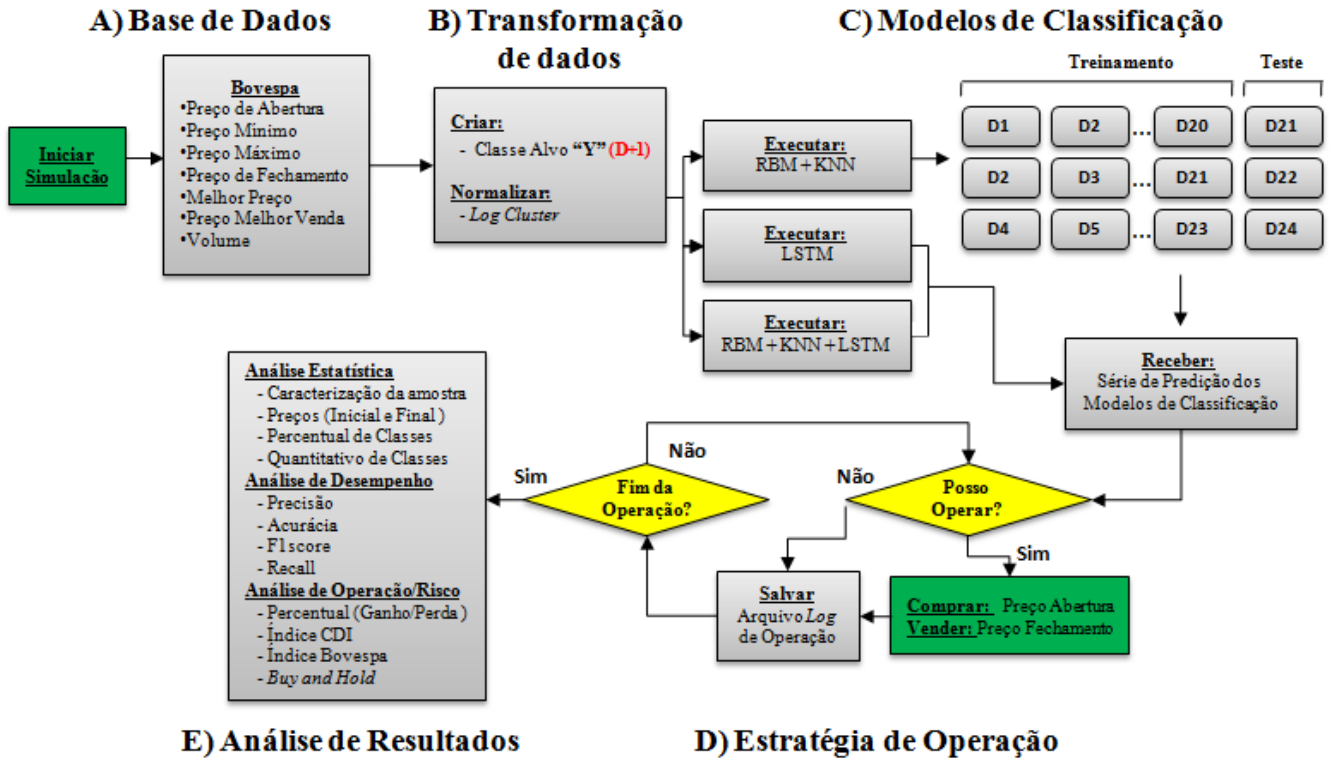 A) Base de Dados
B) Transformação
de dados
C) Modelos de Classificação
Iniciar
Simulação
Bovespa
•Preço de Abertura
•Preço Mínimo
•Preço Máximo
•Preço de Fechamento
•Melhor Preço
•Preço Melhor Venda
•Volume
Criar:
- Classe Alvo “Y” (D+1)
Normalizar:
- Log Cluster
Executar:
RBM+KNN
Executar:
LSTM
Executar:
RBM+KNN+LSTM
Treinamento Teste
D1 D2 ... D20 D21
D2 D3 ... D21 D22
D4 D5 ... D23 D24
Receber:
Série de Predição dos
Modelos de Classificação
Posso
Operar?
Não
Sim
Comprar: Preço Abertura
Vender: Preço Fechamento
Salvar
Arquivo Log
de Operação
Fim da
Operação?
Não
Sim
Análise Estatística
- Caracterização da amostra
- Preços (Inicial e Final )
- Percentual de Classes
- Quantitativo de Classes
Análise de Desempenho
- Precisão
- Acurácia
- F1score
- Recall
Análise de Operação/Risco
- Percentual (Ganho/Perda )
- Índice CDI
- Índice Bovespa
- Buy and Hold
E) Análise de Resultados
D) Estratégia de Operação